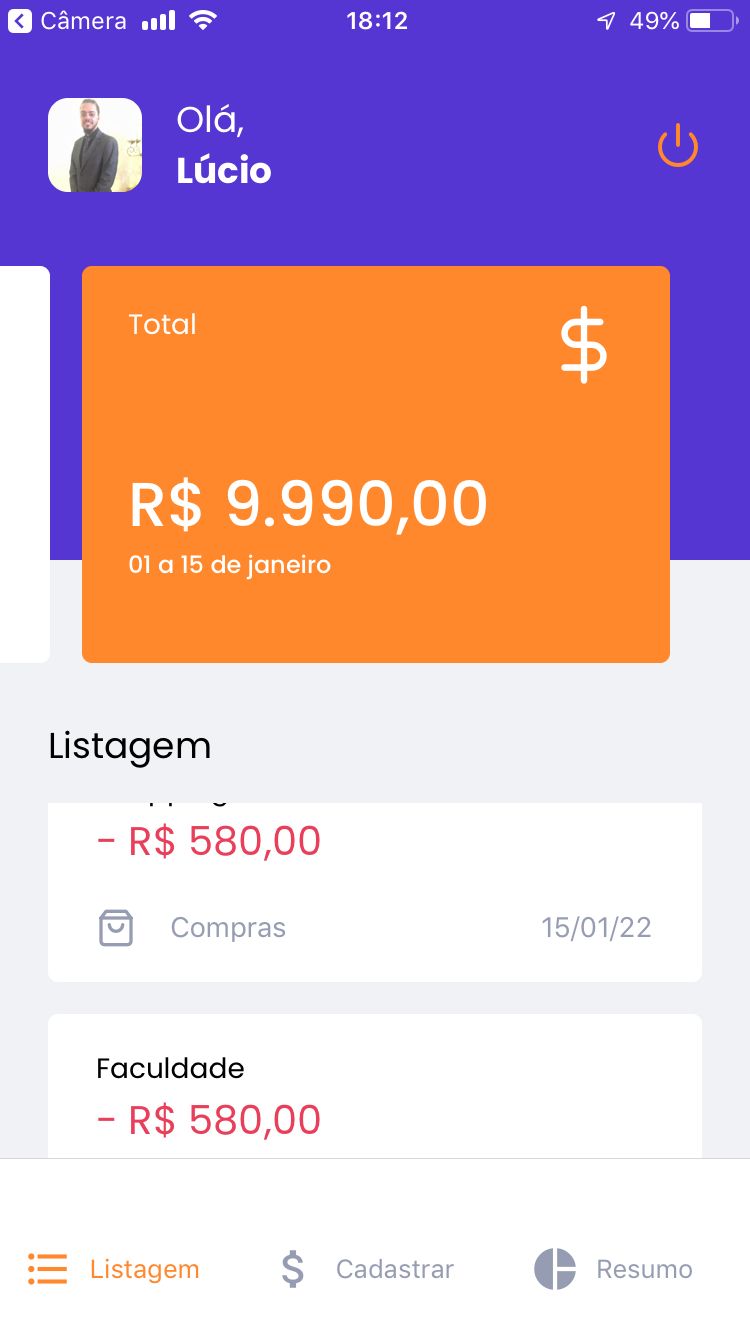 Câmera 18:12 49%
Olá,
Lúcio
Total
$
R$ 9.990,00
01 a 15 de janeiro
Listagem
- R$ 580,00
Compras 15/01/22
Faculdade
- R$ 580,00
Listagem $ Cadastrar Resumo